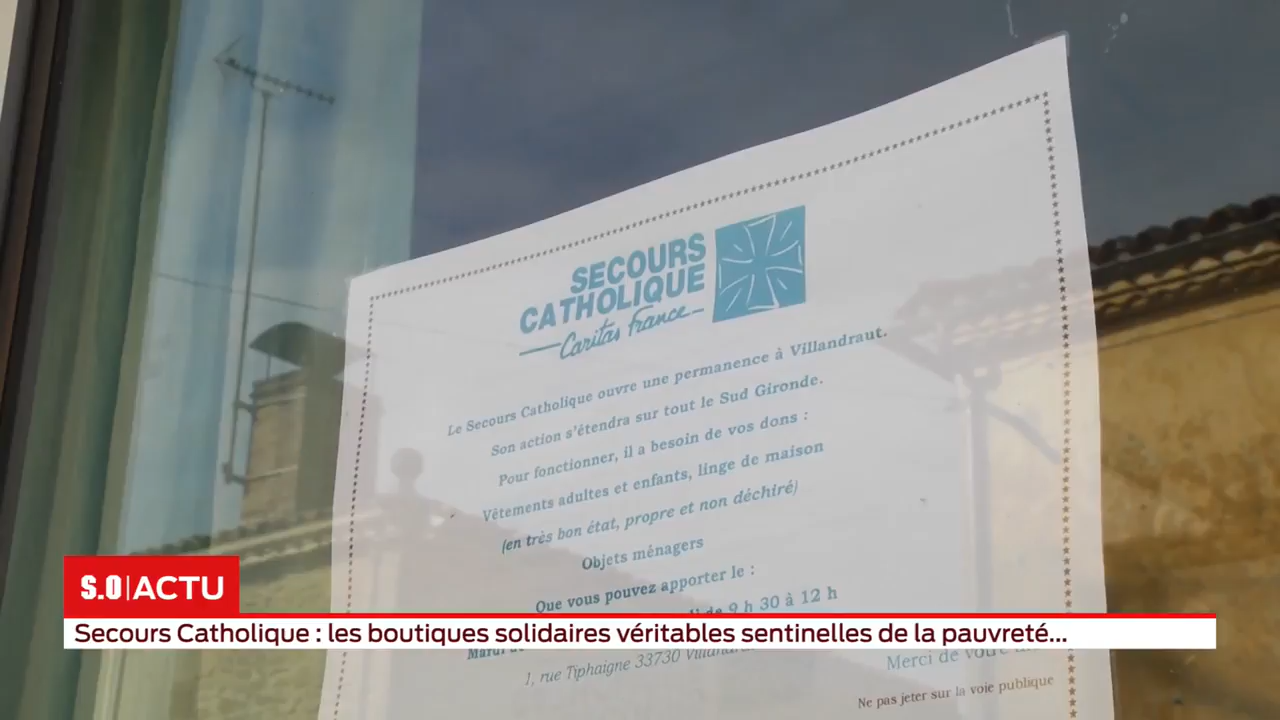 SECOURS
CATHOLIQUE
Caritas France
Le Secours Catholique ouvre une permanence à Villandraut.
Son action s'étendra sur tout le Sud Gironde.
Pour fonctionner, il a besoin de vos dons :
Vêtements adultes et enfants, linge de maison
(en très bon état, propre et non déchiré)
Objets ménagers
Que vous pouvez apporter le :
de 9 h 30 à 12 h
S.O|ACTU
Secours Catholique : les boutiques solidaires véritables sentinelles de la pauvreté...
Mardi
1, rue Tiphaigne 33730
Merci de votre
Ne pas jeter sur la voie publique